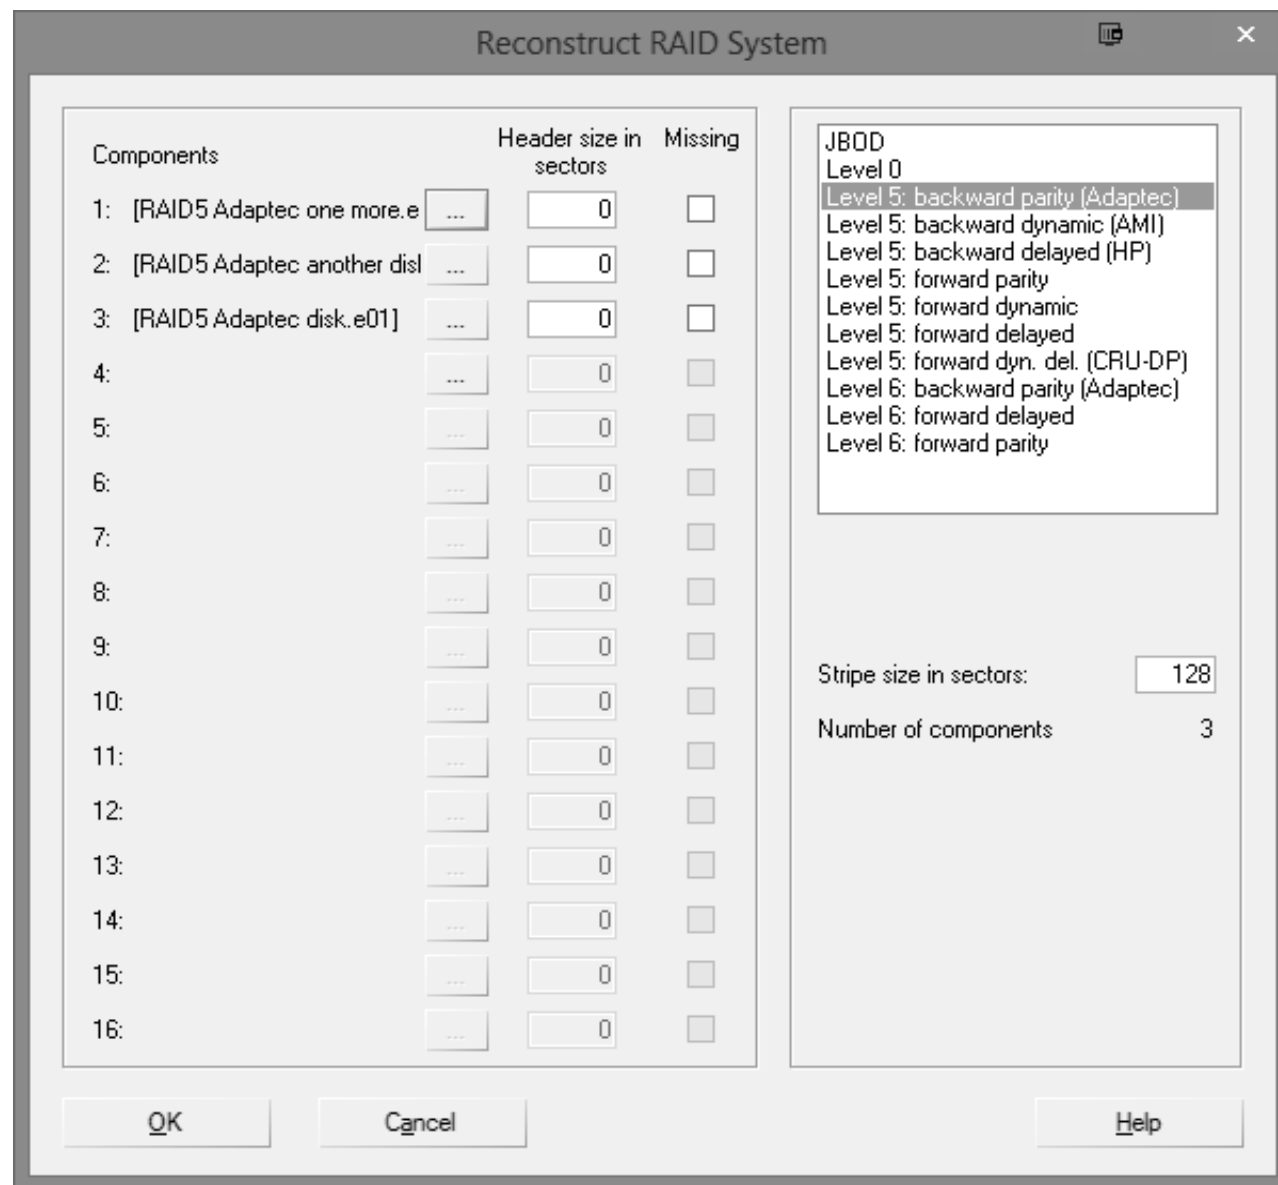 Reconstruct RAID System
Components
Header size in sectors
Missing
1: [RAID5 Adaptec one more.e ... 0
2: [RAID5 Adaptec another disl ... 0
3: [RAID5 Adaptec disk.e01] ... 0
4: ... 0
5: ... 0
6: ... 0
7: ... 0
8: ... 0
9: ... 0
10: ... 0
11: ... 0
12: ... 0
13: ... 0
14: ... 0
15: ... 0
16: ... 0
JBOD
Level 0
Level 5: backward parity (Adaptec)
Level 5: backward dynamic (AMI)
Level 5: backward delayed (HP)
Level 5: forward parity
Level 5: forward dynamic
Level 5: forward delayed
Level 5: forward dyn. del. (CRU-DP)
Level 6: backward parity (Adaptec)
Level 6: forward delayed
Level 6: forward parity
Stripe size in sectors: 128
Number of components 3
OK
Cancel
Help